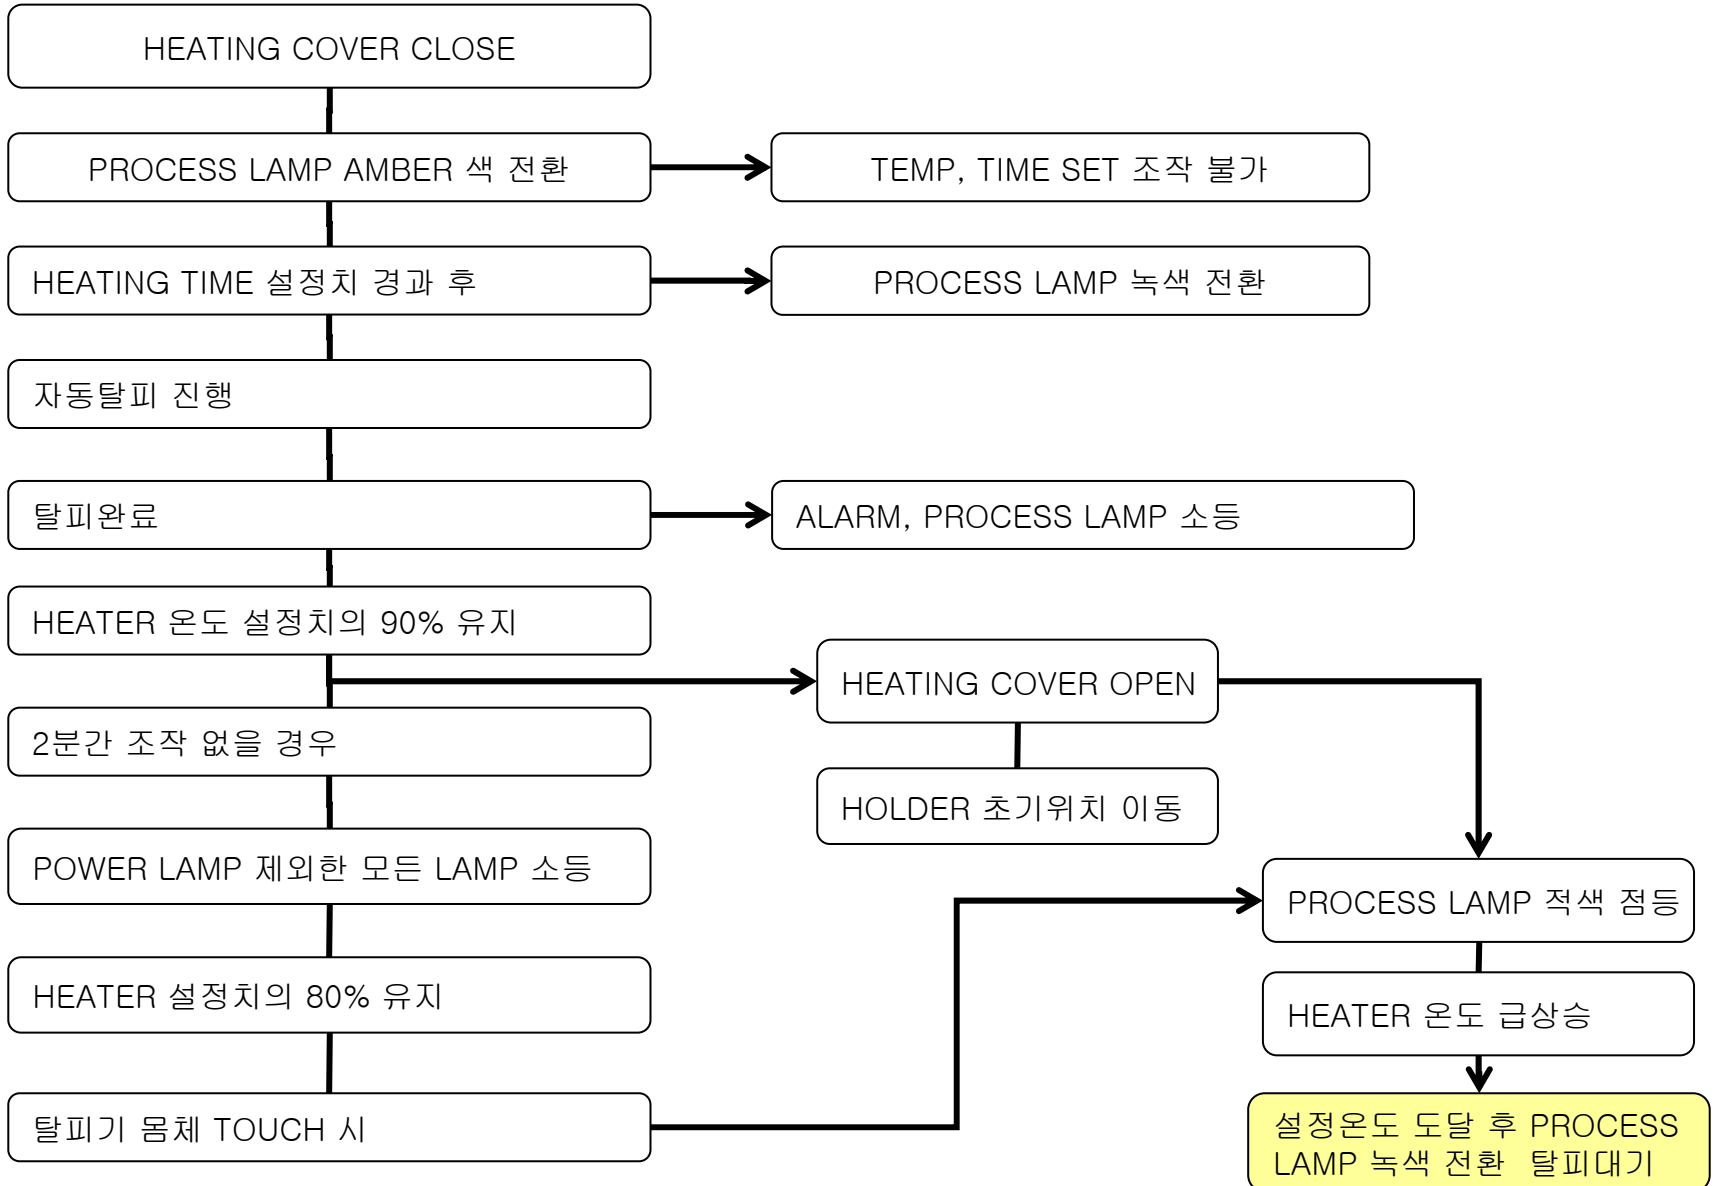 HEATING COVER CLOSE
PROCESS LAMP AMBER 색 전환
TEMP, TIME SET 조작 불가
HEATING TIME 설정치 경과 후
PROCESS LAMP 녹색 전환
자동탈피 진행
탈피완료
ALARM, PROCESS LAMP 소등
HEATER 온도 설정치의 90% 유지
HEATING COVER OPEN
2분간 조작 없을 경우
HOLDER 초기위치 이동
POWER LAMP 제외한 모든 LAMP 소등
PROCESS LAMP 적색 점등
HEATER 설정치의 80% 유지
HEATER 온도 급상승
탈피기 몸체 TOUCH 시
설정온도 도달 후 PROCESS
LAMP 녹색 전환 탈피대기